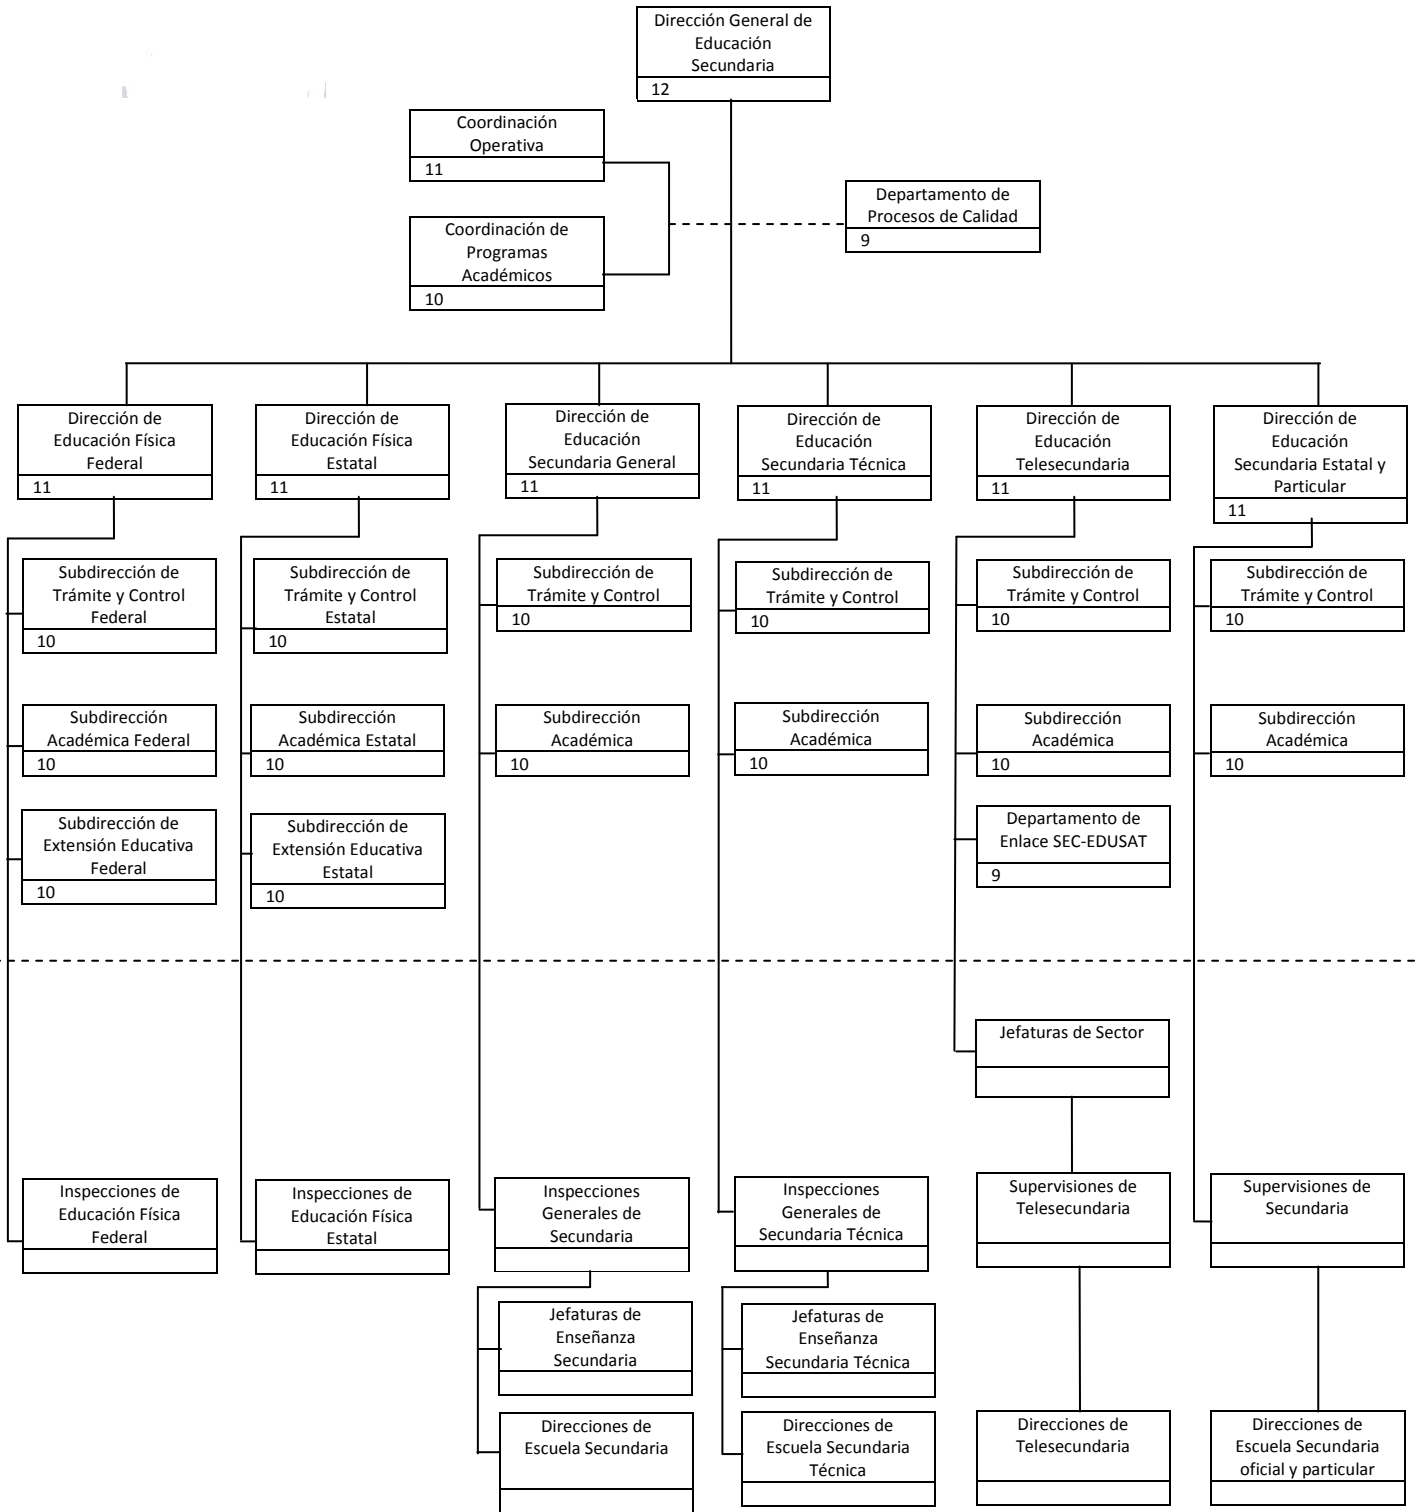 Dirección General de
Educación
Secundaria
12
Coordinación
Operativa
11
Departamento de
Procesos de Calidad
9
Coordinación de
Programas
Académicos
10
Dirección de
Educación Física
Federal
11
Dirección de
Educación Física
Estatal
11
Dirección de
Educación
Secundaria General
11
Dirección de
Educación
Secundaria Técnica
11
Dirección de
Educación
Telesecundaria
11
Dirección de
Educación
Secundaria Estatal y
Particular
11
Subdirección de
Trámite y Control
Federal
10
Subdirección de
Trámite y Control
Estatal
10
Subdirección de
Trámite y Control
10
Subdirección de
Trámite y Control
10
Subdirección de
Trámite y Control
10
Subdirección de
Trámite y Control
10
Subdirección
Académica Federal
10
Subdirección
Académica Estatal
10
Subdirección
Académica
10
Subdirección
Académica
10
Subdirección
Académica
10
Subdirección
Académica
10
Subdirección de
Extensión Educativa
Federal
10
Subdirección de
Extensión Educativa
Estatal
10
Departamento de
Enlace SEC-EDUSAT
9
Jefaturas de Sector
Inspecciones de
Educación Física
Federal
Inspecciones de
Educación Física
Estatal
Inspecciones
Generales de
Secundaria
Inspecciones
Generales de
Secundaria Técnica
Supervisiones de
Telesecundaria
Supervisiones de
Secundaria
Jefaturas de
Enseñanza
Secundaria
Jefaturas de
Enseñanza
Secundaria Técnica
Direcciones de
Escuela Secundaria
Direcciones de
Escuela Secundaria
Técnica
Direcciones de
Telesecundaria
Direcciones de
Escuela Secundaria
oficial y particular